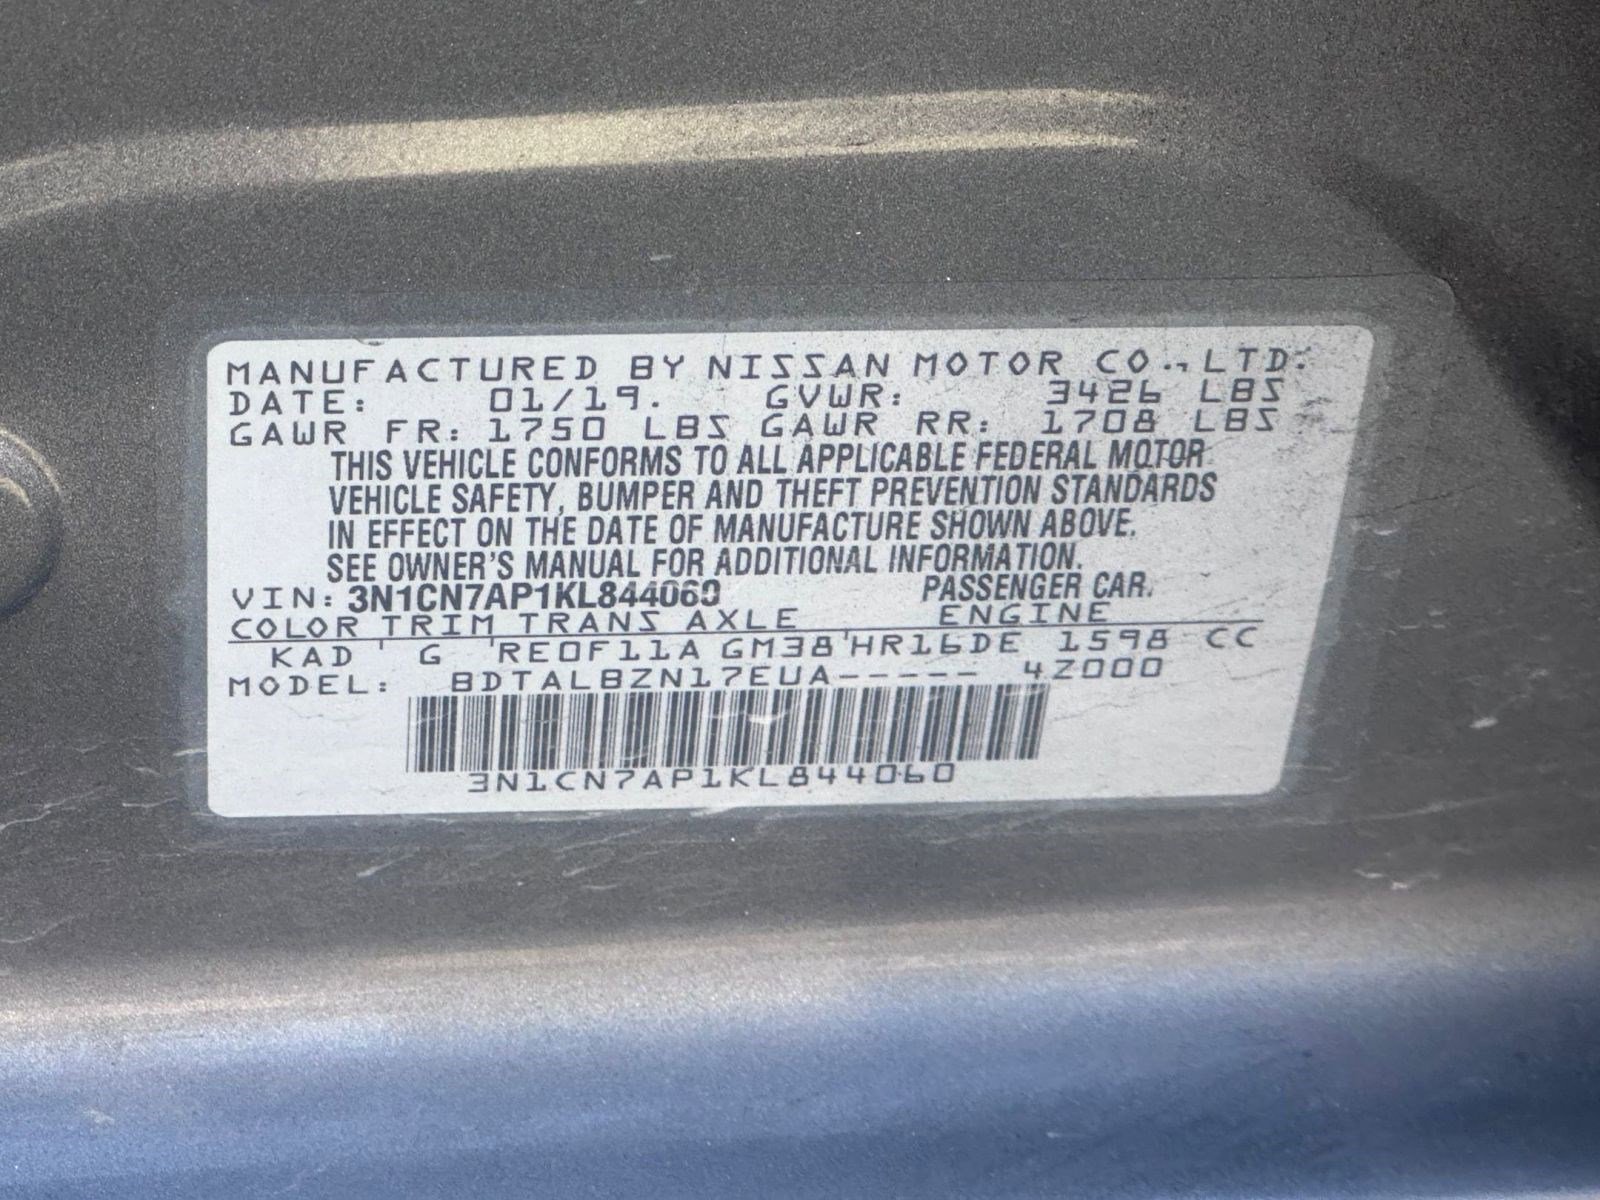 MANUFACTURED BY NISSAN MOTOR CO., LTD.
DATE: 01/19. GVWR: 3426 LBS
GAWR FR: 1750 LBS GAWR RR: 1708 LBS
THIS VEHICLE CONFORMS TO ALL APPLICABLE FEDERAL MOTOR
VEHICLE SAFETY, BUMPER AND THEFT PREVENTION STANDARDS
IN EFFECT ON THE DATE OF MANUFACTURE SHOWN ABOVE.
SEE OWNER'S MANUAL FOR ADDITIONAL INFORMATION.
VIN: 3N1CN7AP1KL844060 PASSENGER CAR.
COLOR TRIM TRANS AXLE ENGINE
KAD G RE0F11A GM38 HR16DE 1598 CC
MODEL: BDTALBZN17EUA----- 4Z000
3N1CN7AP1KL844060